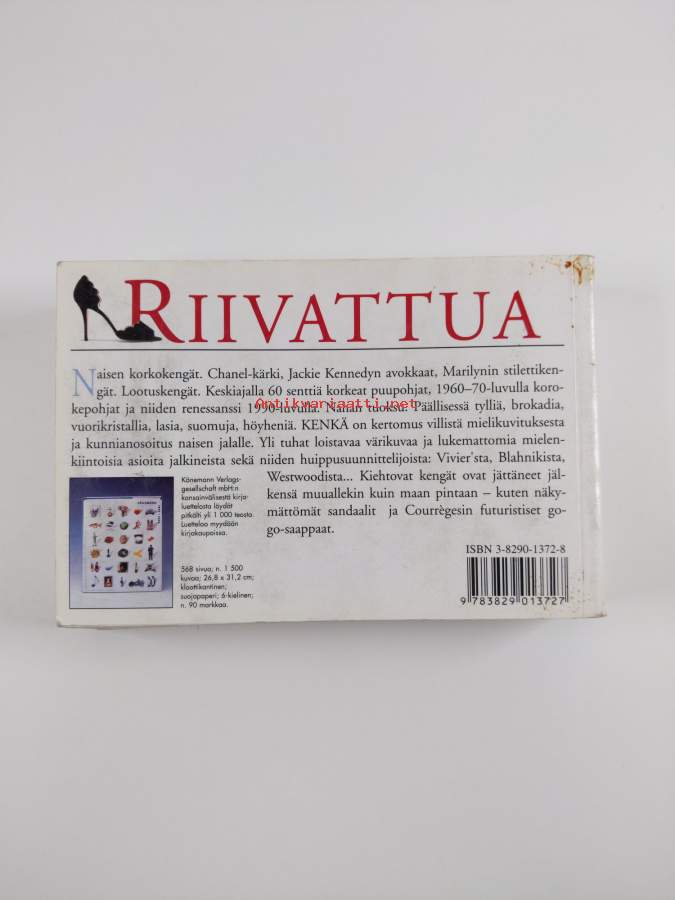 RIIVATTUA
Naisen korkokengät. Chanel-kärki, Jackie Kennedyn avokkaat, Marilynin stilettiken-
gät. Lootuskengät. Keskiajalla 60 senttiä korkeat puupohjat, 1960–70-luvulla koro-
kepohjat ja niiden renessanssi 1990-luvulla. Naisan tuoksu. Päällisessä tylliä, brokadia,
Antikvariaatti.net
vuorikristallia, lasia, suomuja, höyheniä. KENKÄ on kertomus villistä mielikuvituksesta
ja kunnianosoitus naisen jalalle. Yli tuhat loistavaa värikuvaa ja lukemattomia mielen-
kiintoisia asioita jalkineista sekä niiden huippusuunnittelijoista: Vivier'sta, Blahnikista,
Westwoodista... Kiehtovat kengät ovat jättäneet jäl-
kensä muuallekin kuin maan pintaan – kuten näky-
mättömät sandaalit ja Courrègesin futuristiset go-
go-saappaat.
Könemann Verlags-
gesellschaft mbH:n
kansainvälisestä kirja-
luettelosta löydät
pitkälti yli 1 000 teosta.
Luetteloa myydään
kirjakaupoissa.
568 sivua; n. 1 500
kuvaa; 26,8 x 31,2 cm;
kloottikantinen;
suojapaperi; 6-kielinen;
n. 90 markkaa.
ISBN 3-8290-1372-8
9 783829 013727